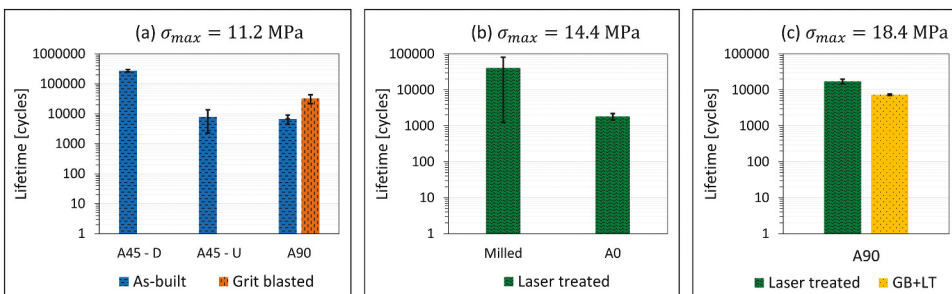 (a) σmax = 11.2 MPa
Lifetime [cycles]
1000000
100000
10000
1000
100
10
1
A45 - D A45 - U A90
As-built Grit blasted
(b) σmax = 14.4 MPa
Lifetime [cycles]
1000000
100000
10000
1000
100
10
1
Milled A0
Laser treated
(c) σmax = 18.4 MPa
Lifetime [cycles]
1000000
100000
10000
1000
100
10
1
A90
Laser treated GB+LT